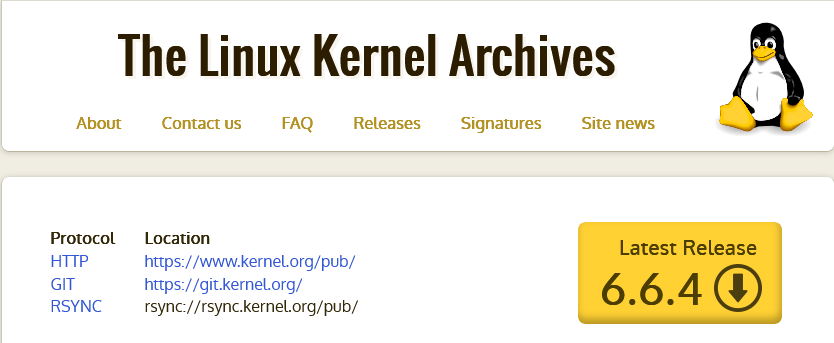 The Linux Kernel Archives
About Contact us FAQ Releases Signatures Site news
Protocol Location
HTTP https://www.kernel.org/pub/
GIT https://git.kernel.org/
RSYNC rsync://rsync.kernel.org/pub/
Latest Release
6.6.4